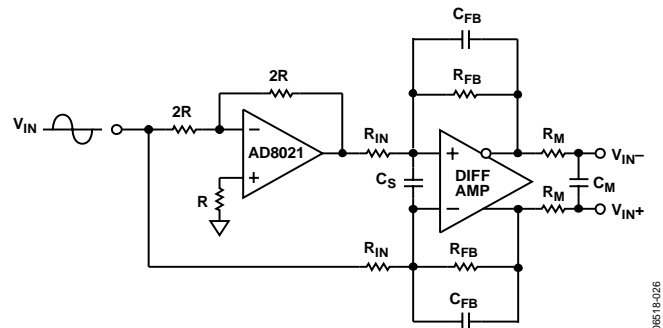 CFB
RFB
2R
2R
VIN
AD8021
−
+
R
RIN
CS
+
−
DIFF
AMP
RM
VIN−
CM
RM
VIN+
RIN
RFB
CFB
06518-026